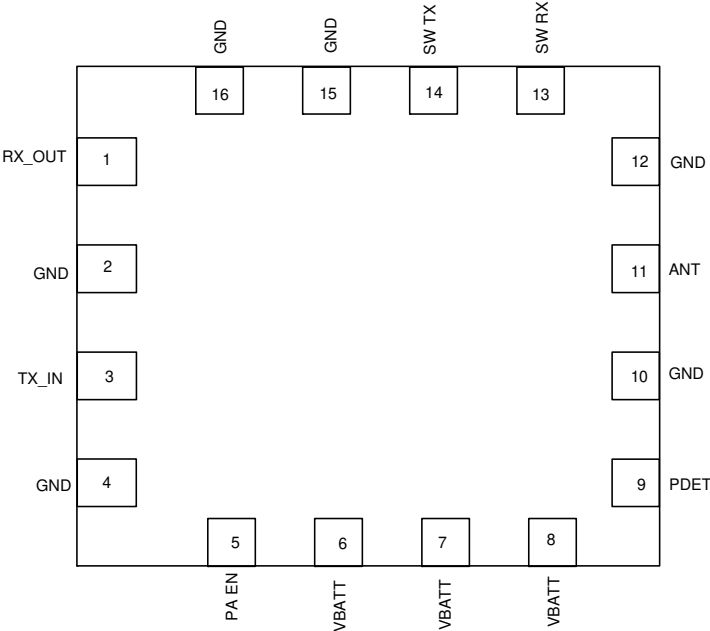 GND
GND
SW TX
SW RX
16
15
14
13
RX_OUT
1
12
GND
GND
2
11
ANT
TX_IN
3
10
GND
GND
4
9
PDET
5
6
7
8
PA EN
VBATT
VBATT
VBATT